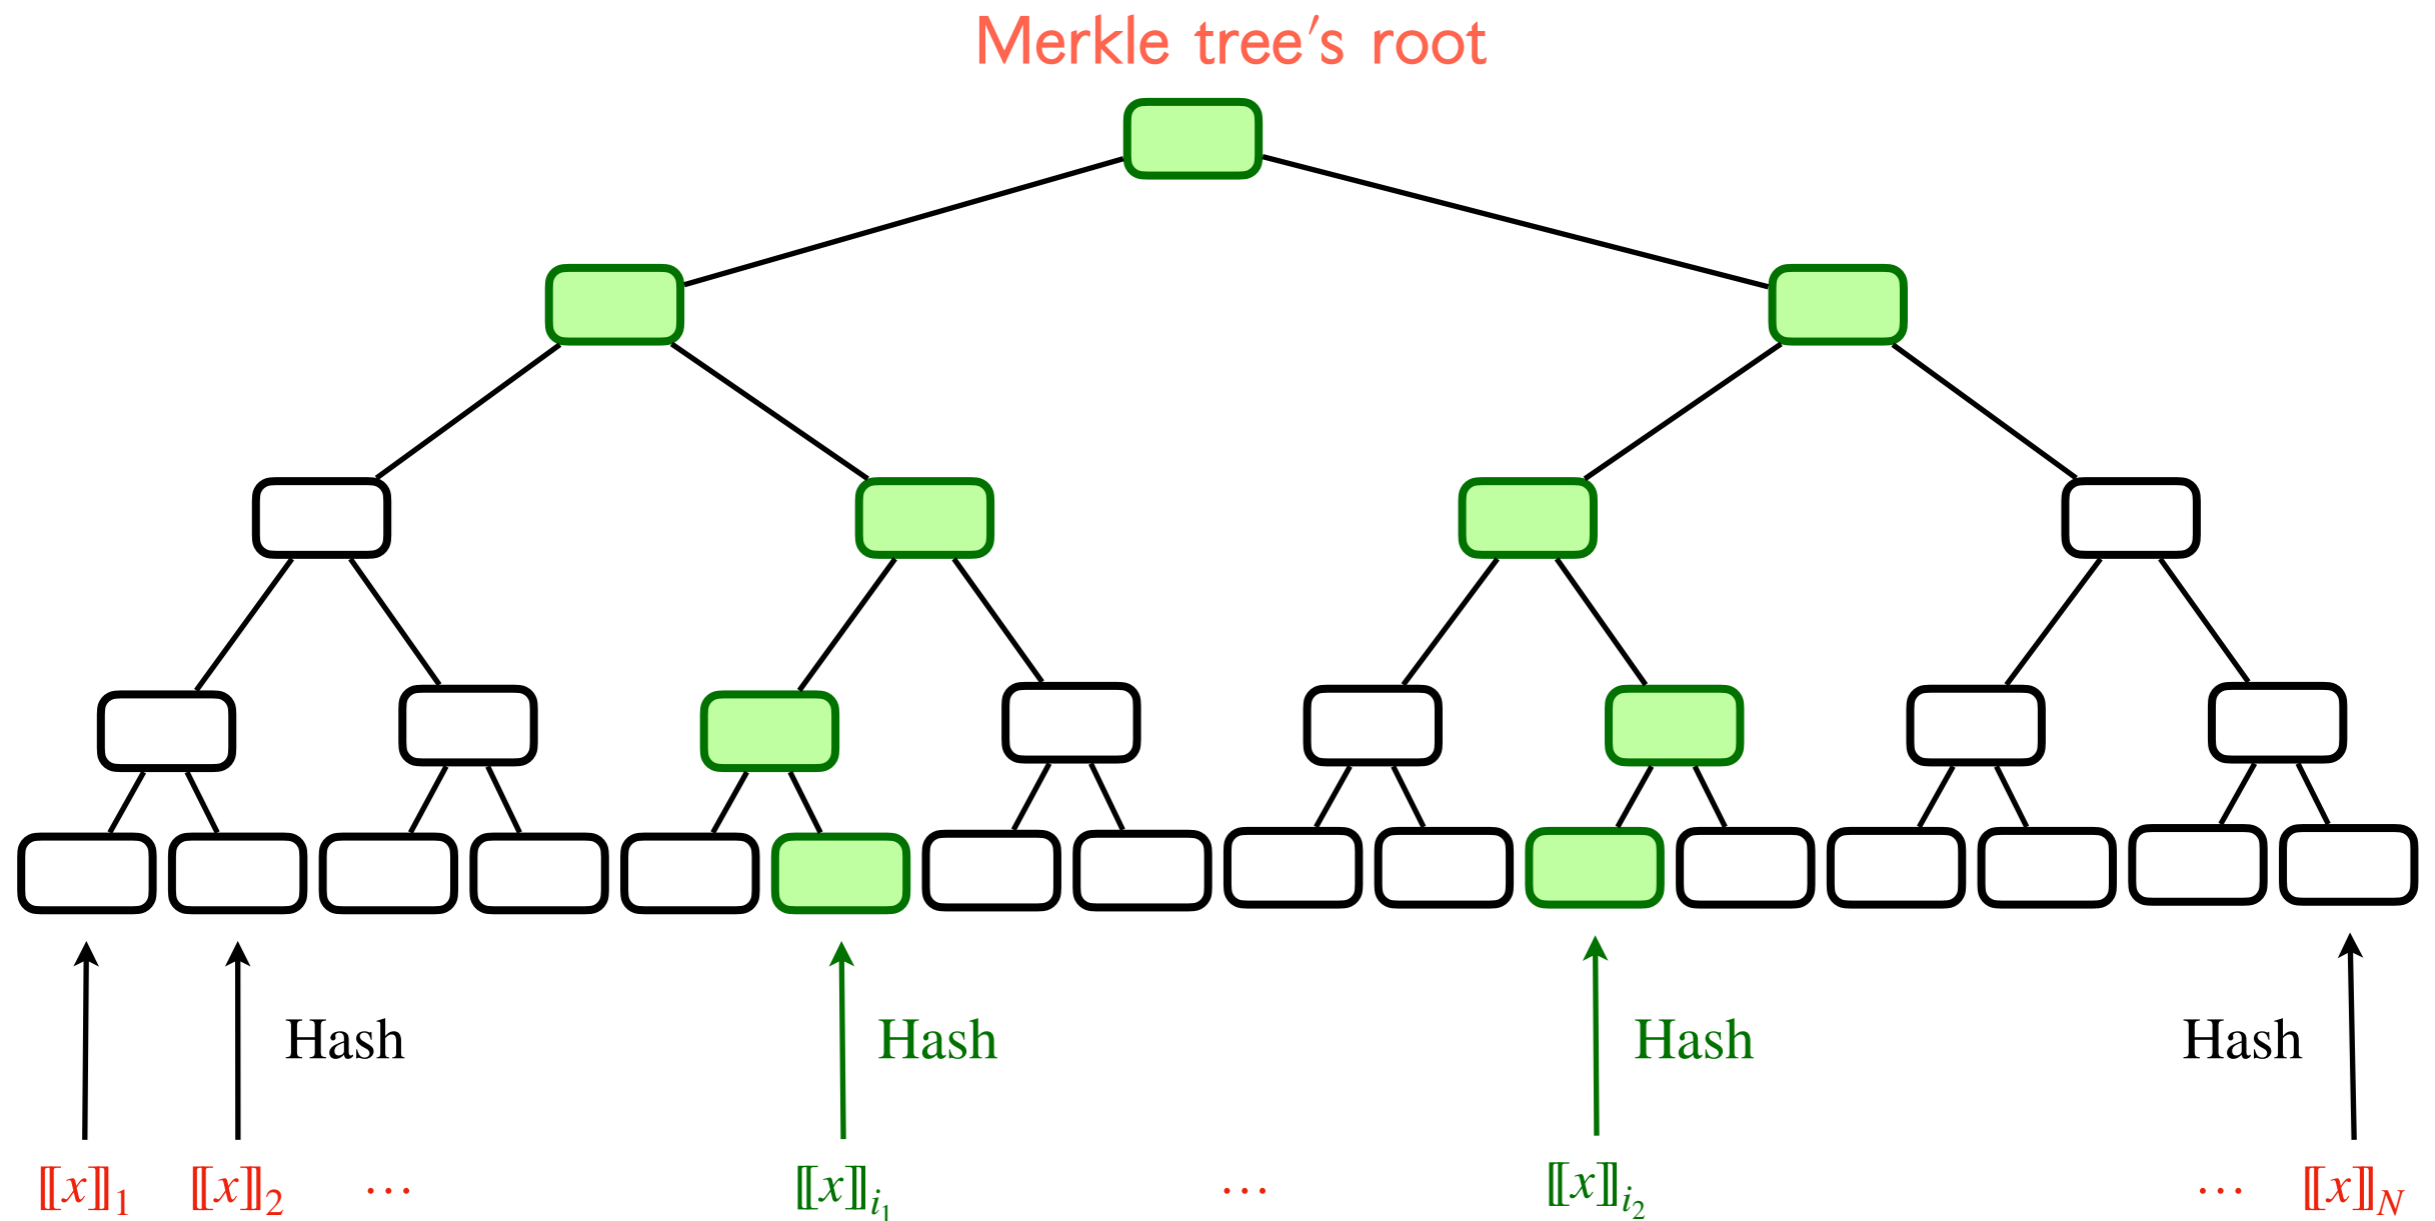 Merkle tree's root
Hash Hash Hash Hash
⟦x⟧₁ ⟦x⟧₂ … ⟦x⟧_{i₁} … ⟦x⟧_{i₂} … ⟦x⟧_N